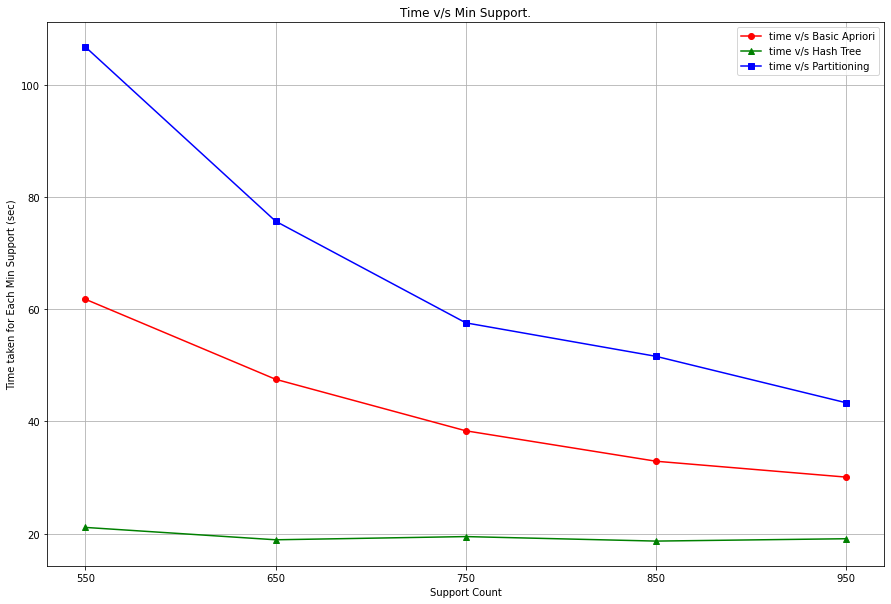 Time v/s Min Support.
time v/s Basic Apriori
time v/s Hash Tree
time v/s Partitioning
Time taken for Each Min Support (sec)
100
80
60
40
20
550 650 750 850 950
Support Count